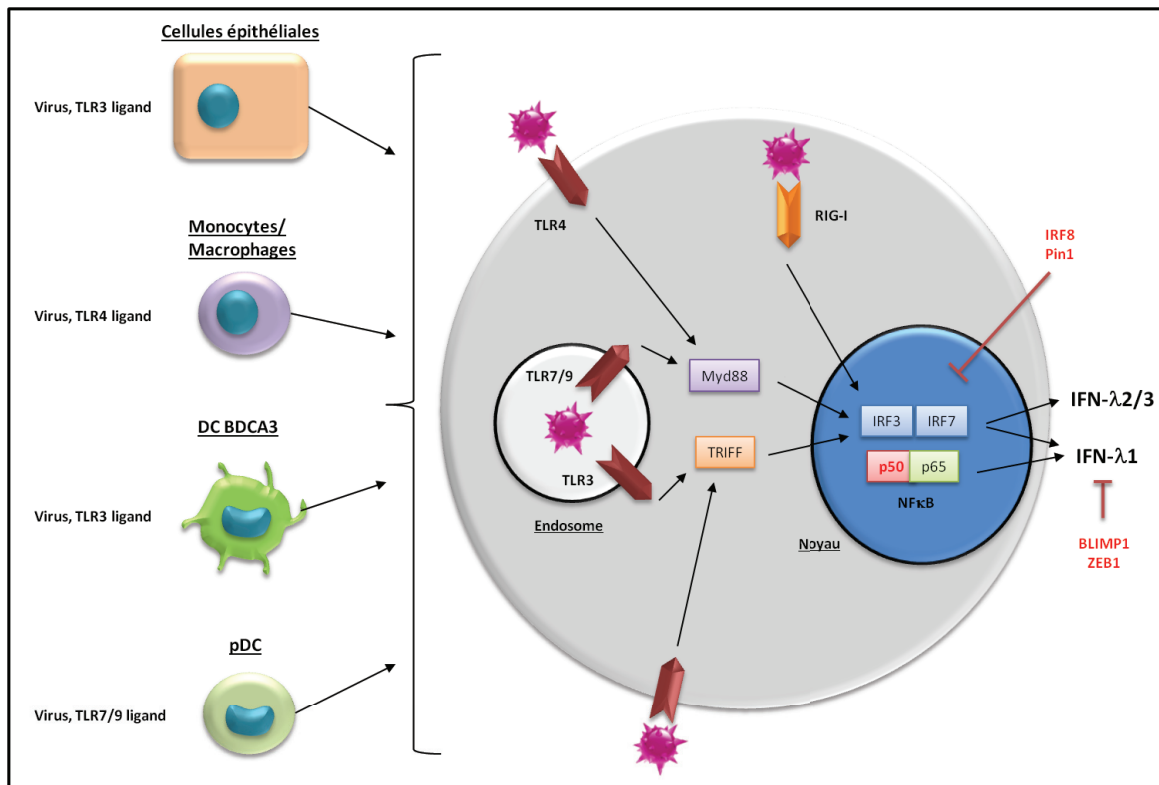 Cellules épithéliales
Virus, TLR3 ligand
Monocytes/
Macrophages
Virus, TLR4 ligand
DC BDCA3
Virus, TLR3 ligand
pDC
Virus, TLR7/9 ligand
TLR4
RIG-I
IRF8
Pin1
TLR7/9
TLR3
Endosome
Myd88
TRIFF
IRF3
IRF7
p50
p65
NFκB
Noyau
IFN-λ2/3
IFN-λ1
BLIMP1
ZEB1